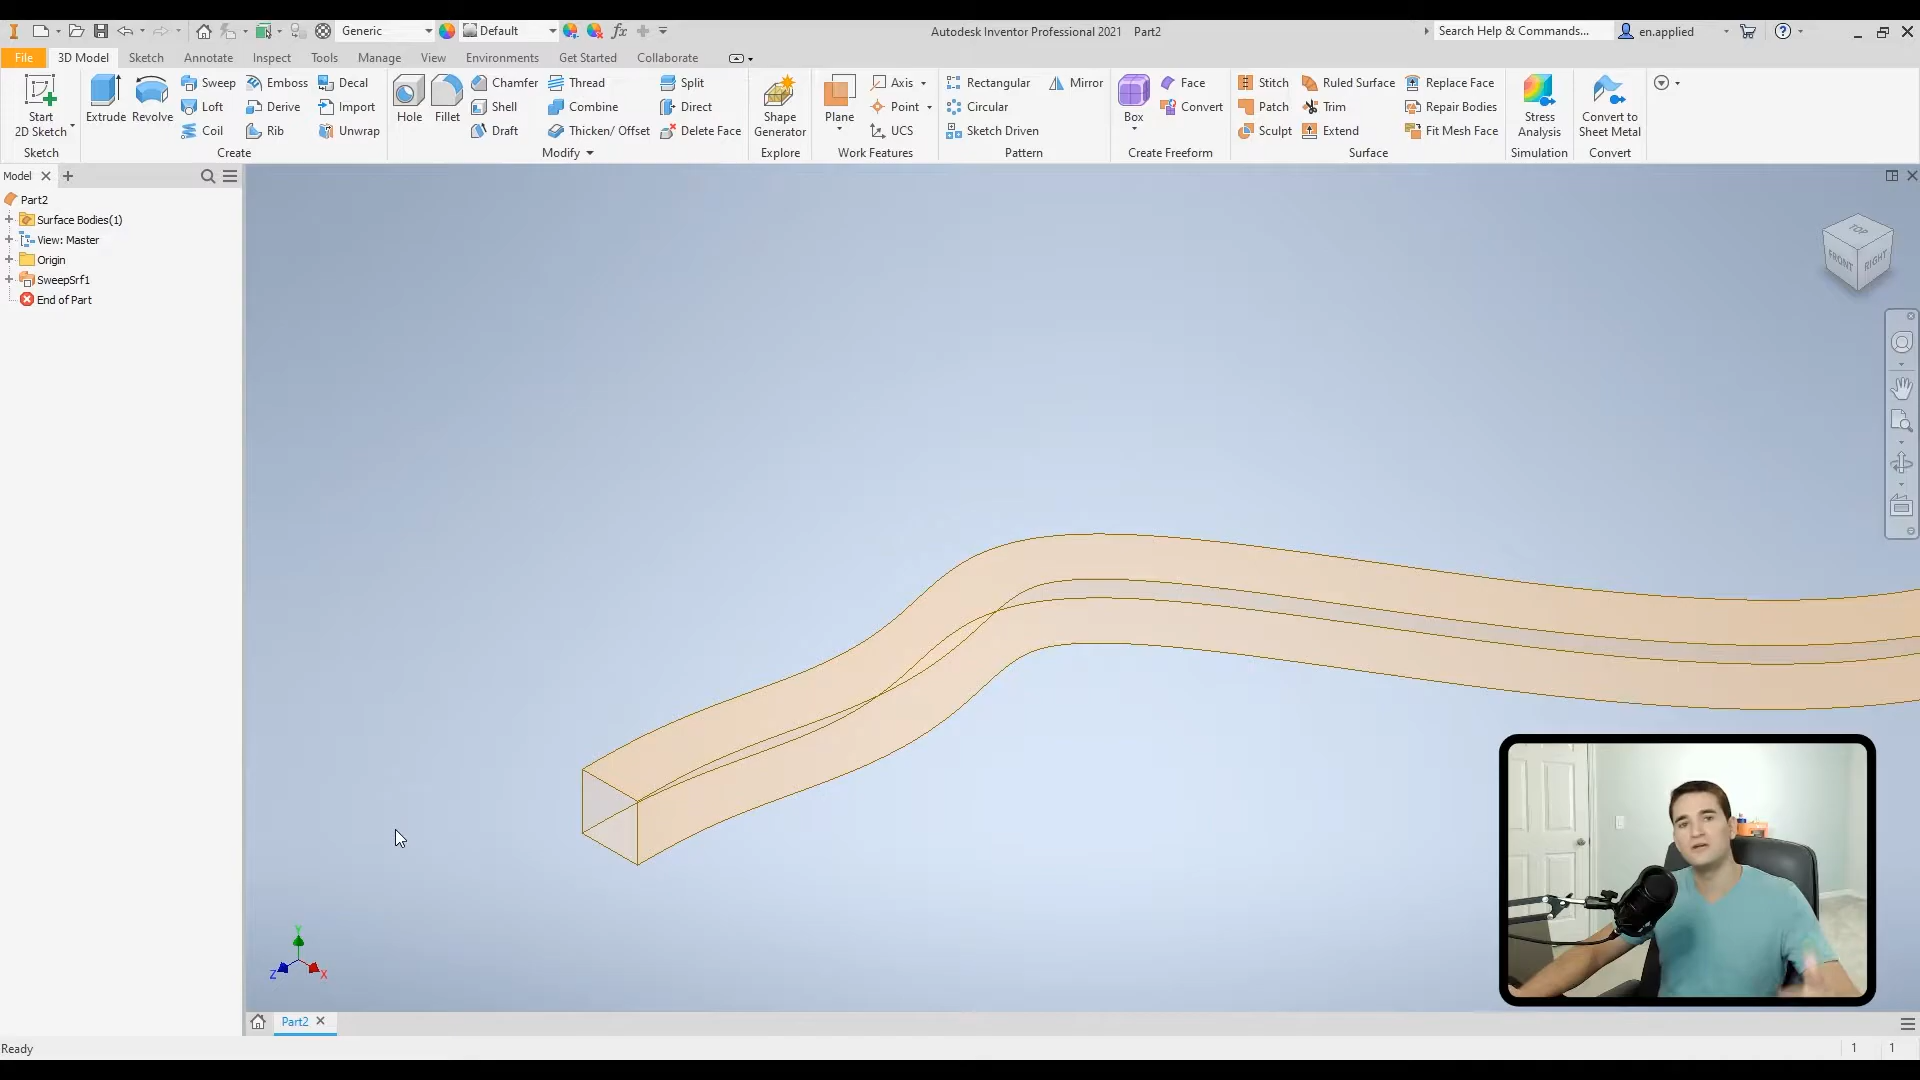 Generic
Default
fx
Autodesk Inventor Professional 2021 Part2
Search Help & Commands...
en.applied
File 3D Model Sketch Annotate Inspect Tools Manage View Environments Get Started Collaborate
Start
2D Sketch
Sketch
Extrude
Revolve
Sweep
Loft
Coil
Emboss
Derive
Rib
Decal
Import
Unwrap
Create
Hole
Fillet
Chamfer
Shell
Draft
Thread
Combine
Thicken/ Offset
Split
Direct
Delete Face
Modify
Shape
Generator
Explore
Plane
Axis
Point
UCS
Work Features
Rectangular
Circular
Sketch Driven
Mirror
Pattern
Box
Face
Convert
Create Freeform
Stitch
Patch
Sculpt
Ruled Surface
Trim
Extend
Replace Face
Repair Bodies
Fit Mesh Face
Surface
Stress
Analysis
Simulation
Convert to
Sheet Metal
Convert
Model
Part2
Surface Bodies(1)
View: Master
Origin
SweepSrf1
End of Part
TOP
FRONT
RIGHT
Y
Z
X
Part2
Ready
1 1